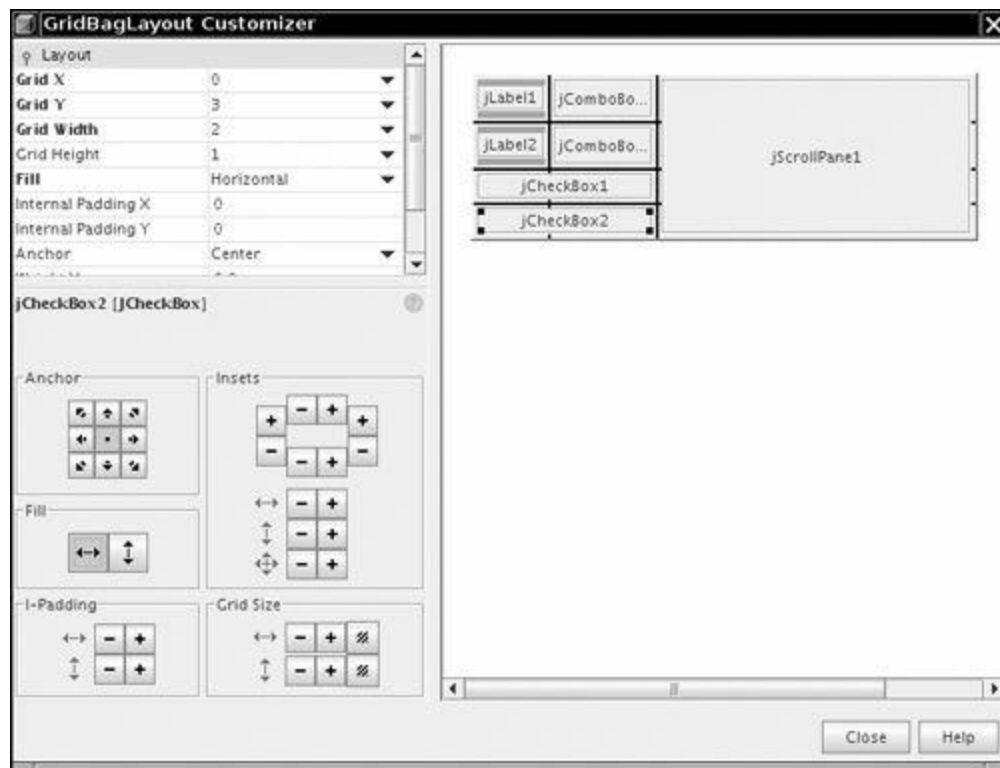 GridBagLayout Customizer
Layout
Grid X 0
Grid Y 3
Grid Width 2
Grid Height 1
Fill Horizontal
Internal Padding X 0
Internal Padding Y 0
Anchor Center
jCheckBox2 [JCheckBox]
Anchor
Insets
Fill
I-Padding
Grid Size
jLabel1 jComboBo...
jLabel2 jComboBo...
jScrollPane1
jCheckBox1
jCheckBox2
Close Help